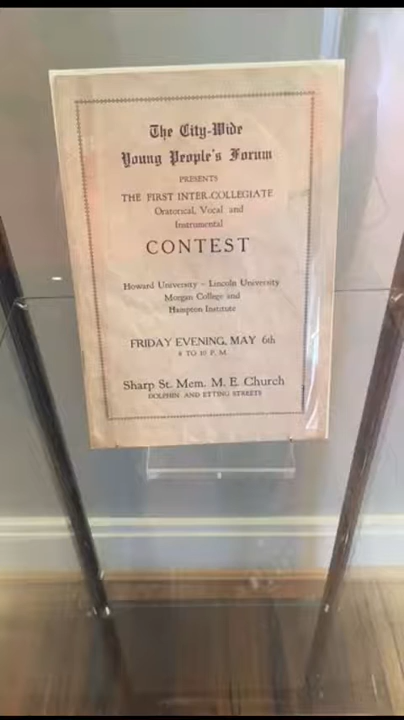 The City-Wide
Young People's Forum
PRESENTS
THE FIRST INTER-COLLEGIATE
Oratorical, Vocal and
Instrumental
CONTEST
Howard University - Lincoln University
Morgan College and
Hampton Institute
FRIDAY EVENING, MAY 6th
8 TO 10 P. M.
Sharp St. Mem. M. E. Church
DOLPHIN AND ETTING STREETS